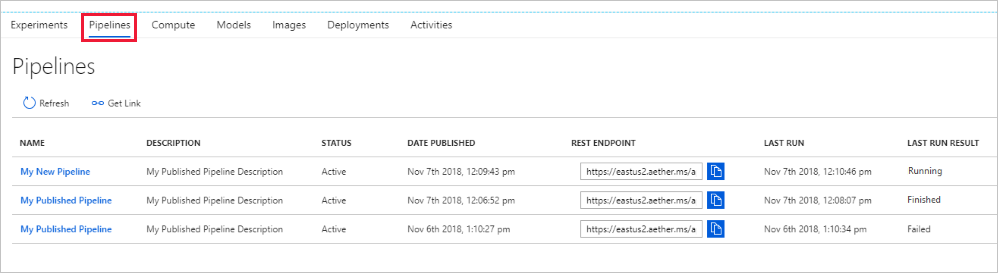 Experiments Pipelines Compute Models Images Deployments Activities
Pipelines
Refresh Get Link
NAME DESCRIPTION STATUS DATE PUBLISHED REST ENDPOINT LAST RUN LAST RUN RESULT
My New Pipeline My Published Pipeline Description Active Nov 7th 2018, 12:09:43 pm https://eastus2.aether.ms/a Nov 7th 2018, 12:10:46 pm Running
My Published Pipeline My Published Pipeline Description Active Nov 7th 2018, 12:06:52 pm https://eastus2.aether.ms/a Nov 7th 2018, 12:08:07 pm Finished
My Published Pipeline My Published Pipeline Description Active Nov 6th 2018, 1:10:27 pm https://eastus2.aether.ms/a Nov 6th 2018, 1:10:34 pm Failed